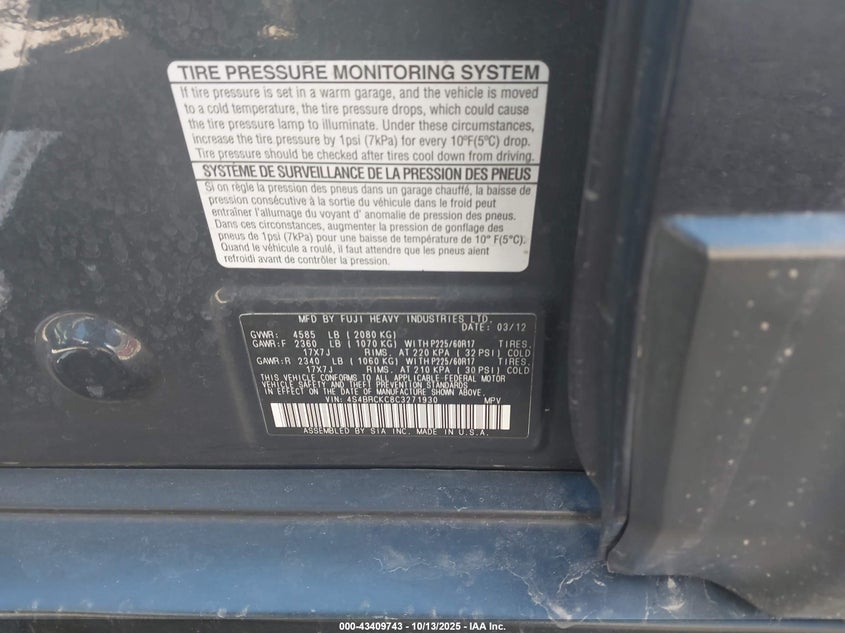 TIRE PRESSURE MONITORING SYSTEM
If tire pressure is set in a warm garage, and the vehicle is moved
to a cold temperature, the tire pressure drops, which could cause
the tire pressure lamp to illuminate. Under these circumstances,
increase the tire pressure by 1psi (7kPa) for every 10ºF(5ºC) drop.
Tire pressure should be checked after tires cool down from driving.
SYSTÈME DE SURVEILLANCE DE LA PRESSION DES PNEUS
Si on règle la pression des pneus dans un garage chauffé, la baisse de
pression consécutive à la sortie du véhicule dans le froid peut
entraîner l'allumage du voyant d' anomalie de pression des pneus.
Dans ces circonstances, augmenter la pression de gonflage des
pneus de 1psi (7kPa) pour une baisse de température de 10° F(5°C).
Quand le véhicule a roulé, il faut attendre que les pneus aient
refroidi avant de contrôler la pression.
MFD BY FUJI HEAVY INDUSTRIES LTD.
DATE: 03/12
GVWR: 4585 LB ( 2080 KG)
GAWR:F 2360 LB ( 1070 KG) WITH P225/60R17 TIRES.
17X7J RIMS. AT 220 KPA ( 32 PSI) COLD
GAWR:R 2340 LB ( 1060 KG) WITH P225/60R17 TIRES.
17X7J RIMS. AT 210 KPA ( 30 PSI) COLD
THIS VEHICLE CONFORMS TO ALL APPLICABLE FEDERAL MOTOR
VEHICLE SAFETY AND THEFT PREVENTION STANDARDS
IN EFFECT ON THE DATE OF MANUFACTURE SHOWN ABOVE.
VIN: 4S4BRCKC8C3271930 MPV
ASSEMBLED BY SIA INC. MADE IN U.S.A.
000-43409743 - 10/13/2025 - IAA Inc.